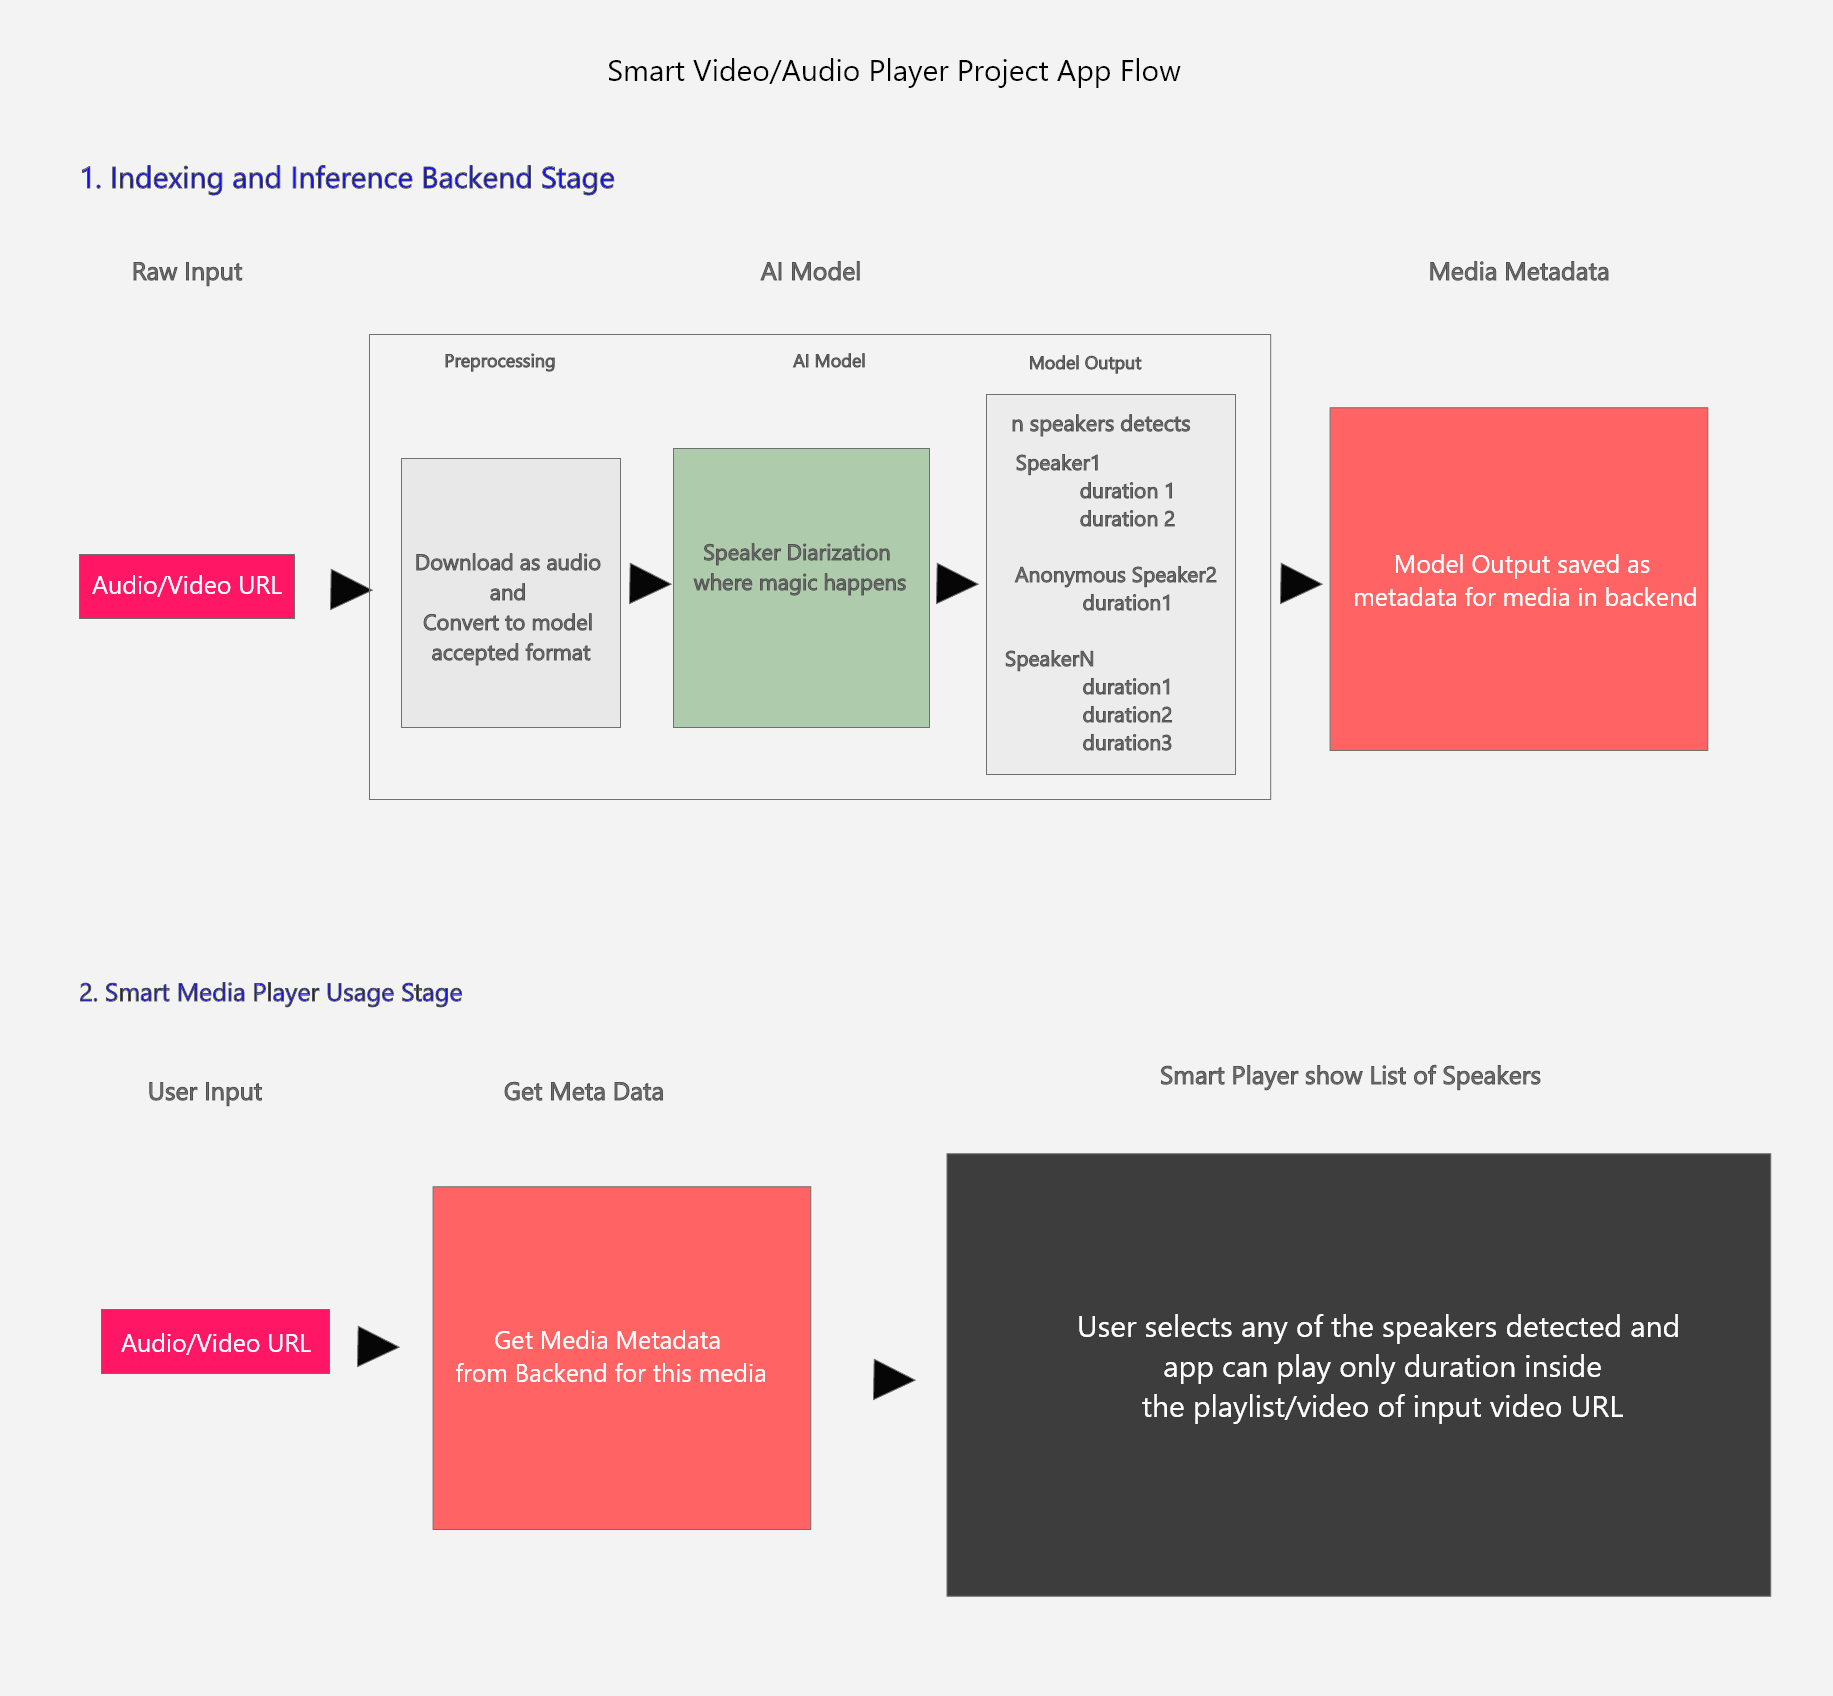 Smart Video/Audio Player Project App Flow
1. Indexing and Inference Backend Stage
Raw Input
AI Model
Media Metadata
Preprocessing
AI Model
Model Output
Audio/Video URL
Download as audio
and
Convert to model
accepted format
Speaker Diarization
where magic happens
n speakers detects
Speaker1
duration 1
duration 2
Anonymous Speaker2
duration1
SpeakerN
duration1
duration2
duration3
Model Output saved as
metadata for media in backend
2. Smart Media Player Usage Stage
User Input
Get Meta Data
Smart Player show List of Speakers
Audio/Video URL
Get Media Metadata
from Backend for this media
User selects any of the speakers detected and
app can play only duration inside
the playlist/video of input video URL